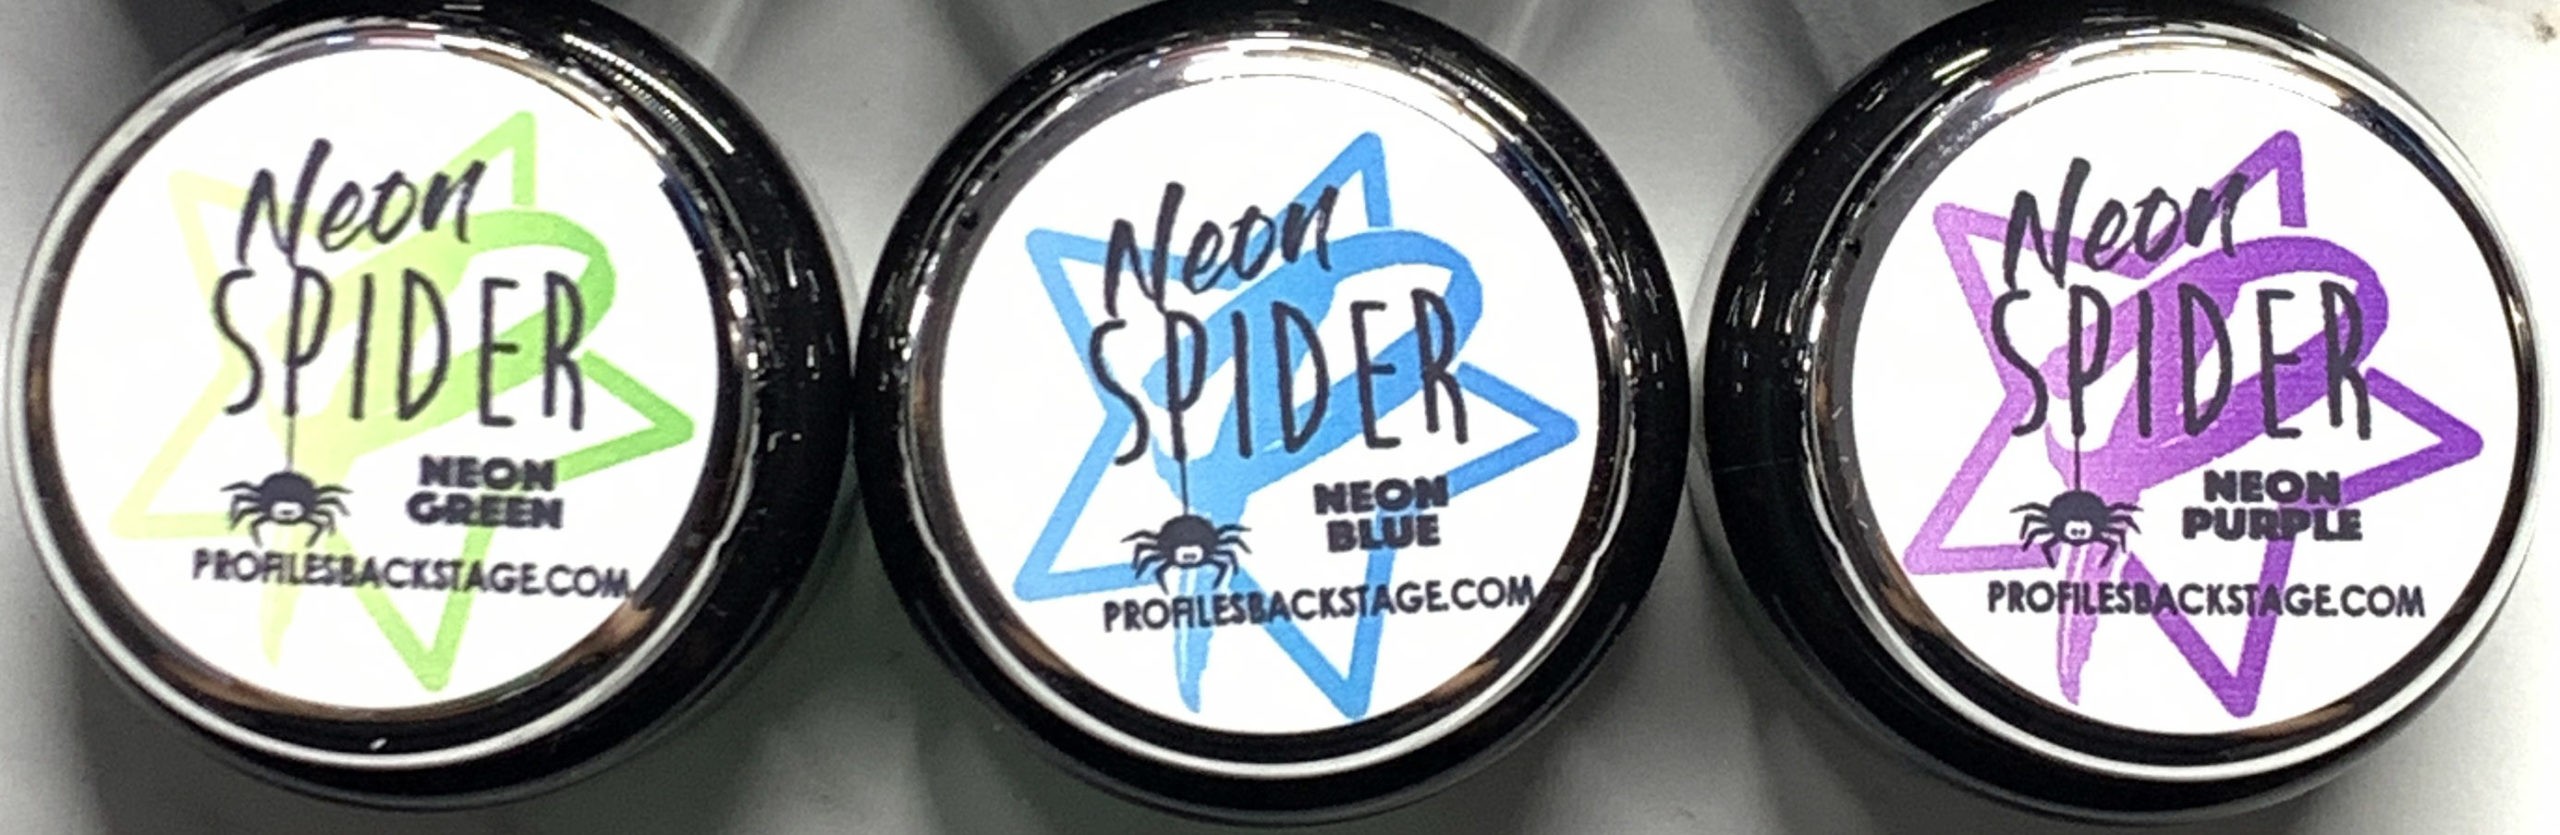 Neon
SPIDER
NEON
GREEN
PROFILESBACKSTAGE.COM
Neon
SPIDER
NEON
BLUE
PROFILESBACKSTAGE.COM
Neon
SPIDER
NEON
PURPLE
PROFILESBACKSTAGE.COM